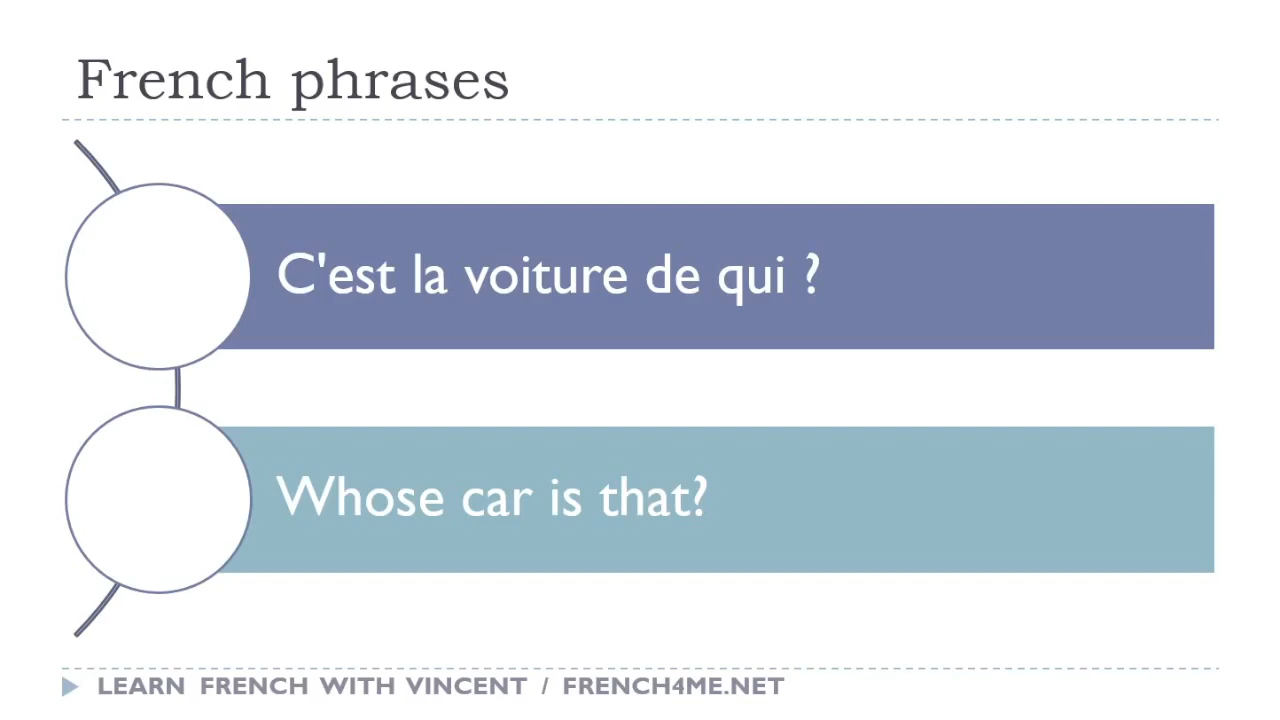 French phrases
C'est la voiture de qui ?
Whose car is that?
LEARN FRENCH WITH VINCENT / FRENCH4ME.NET